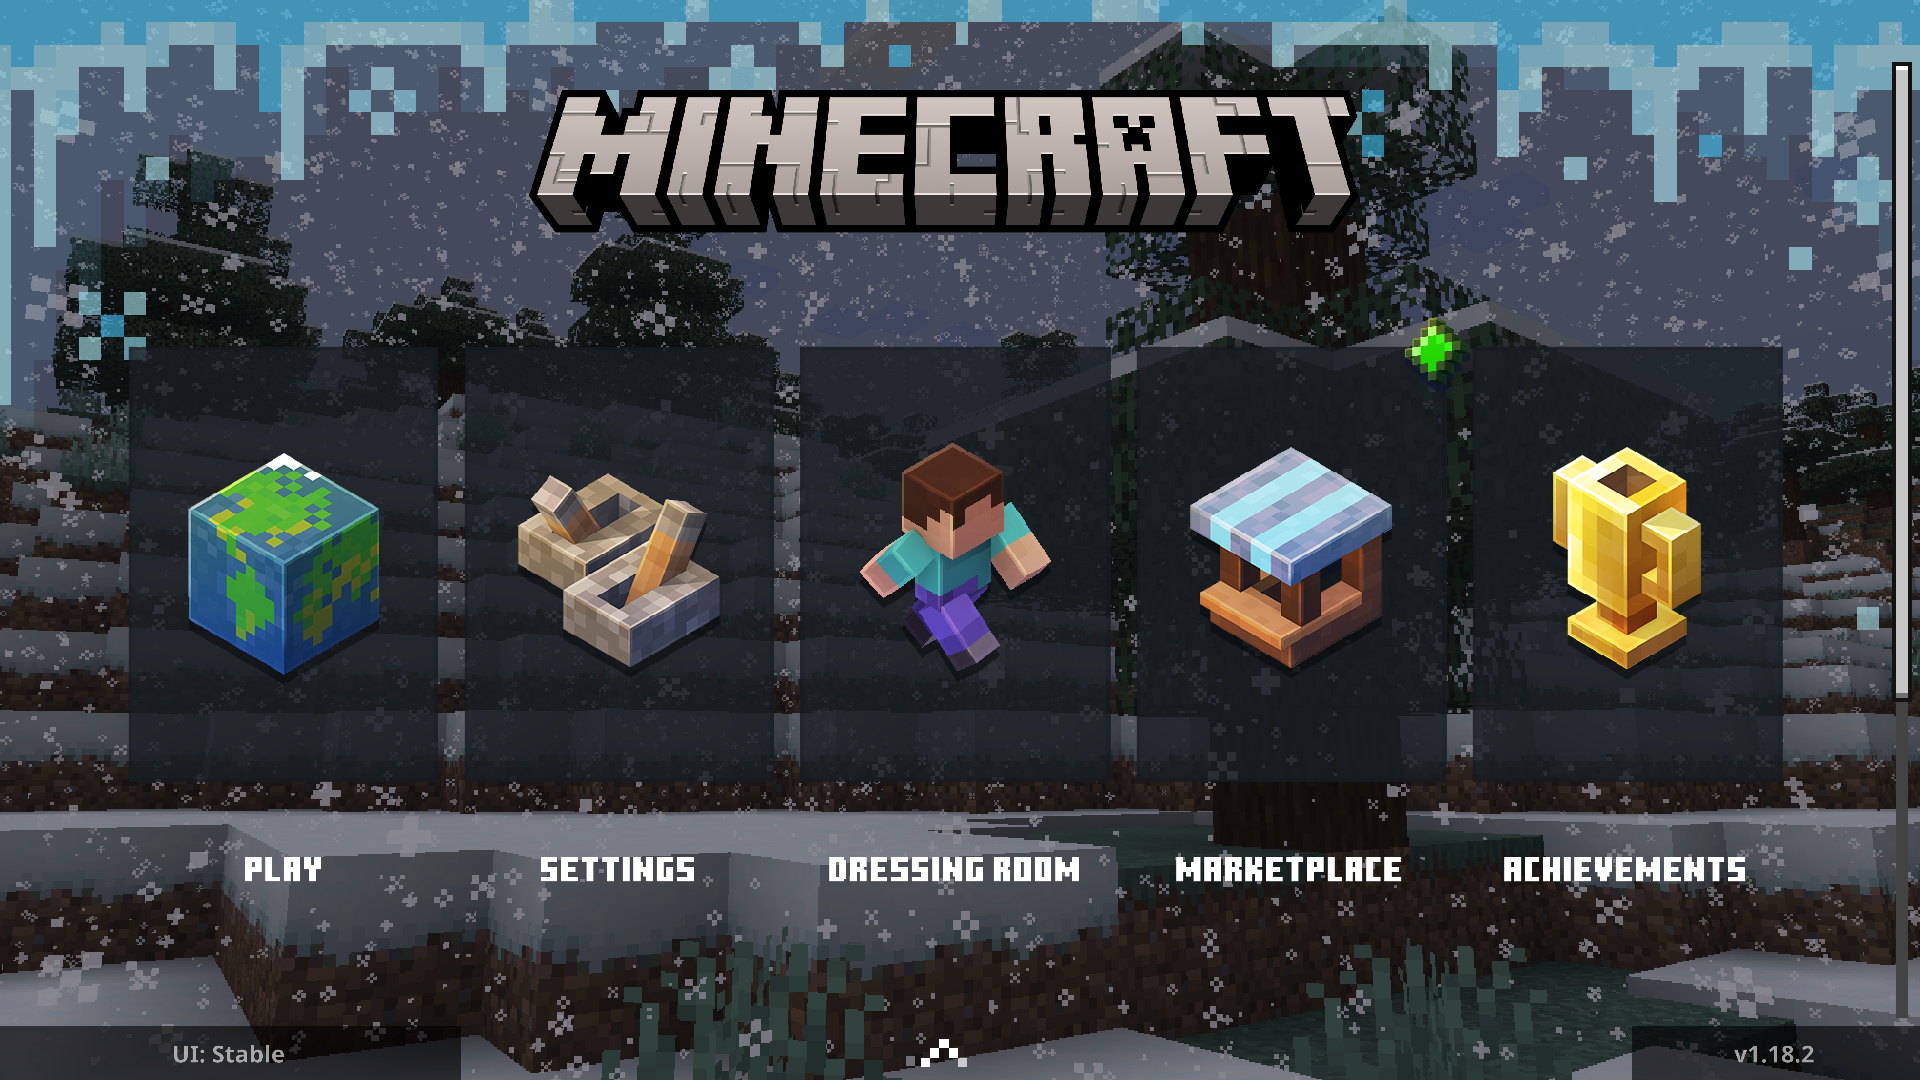 MINECRAFT
PLAY
SETTINGS
DRESSING ROOM
MARKETPLACE
ACHIEVEMENTS
UI: Stable
v1.18.2